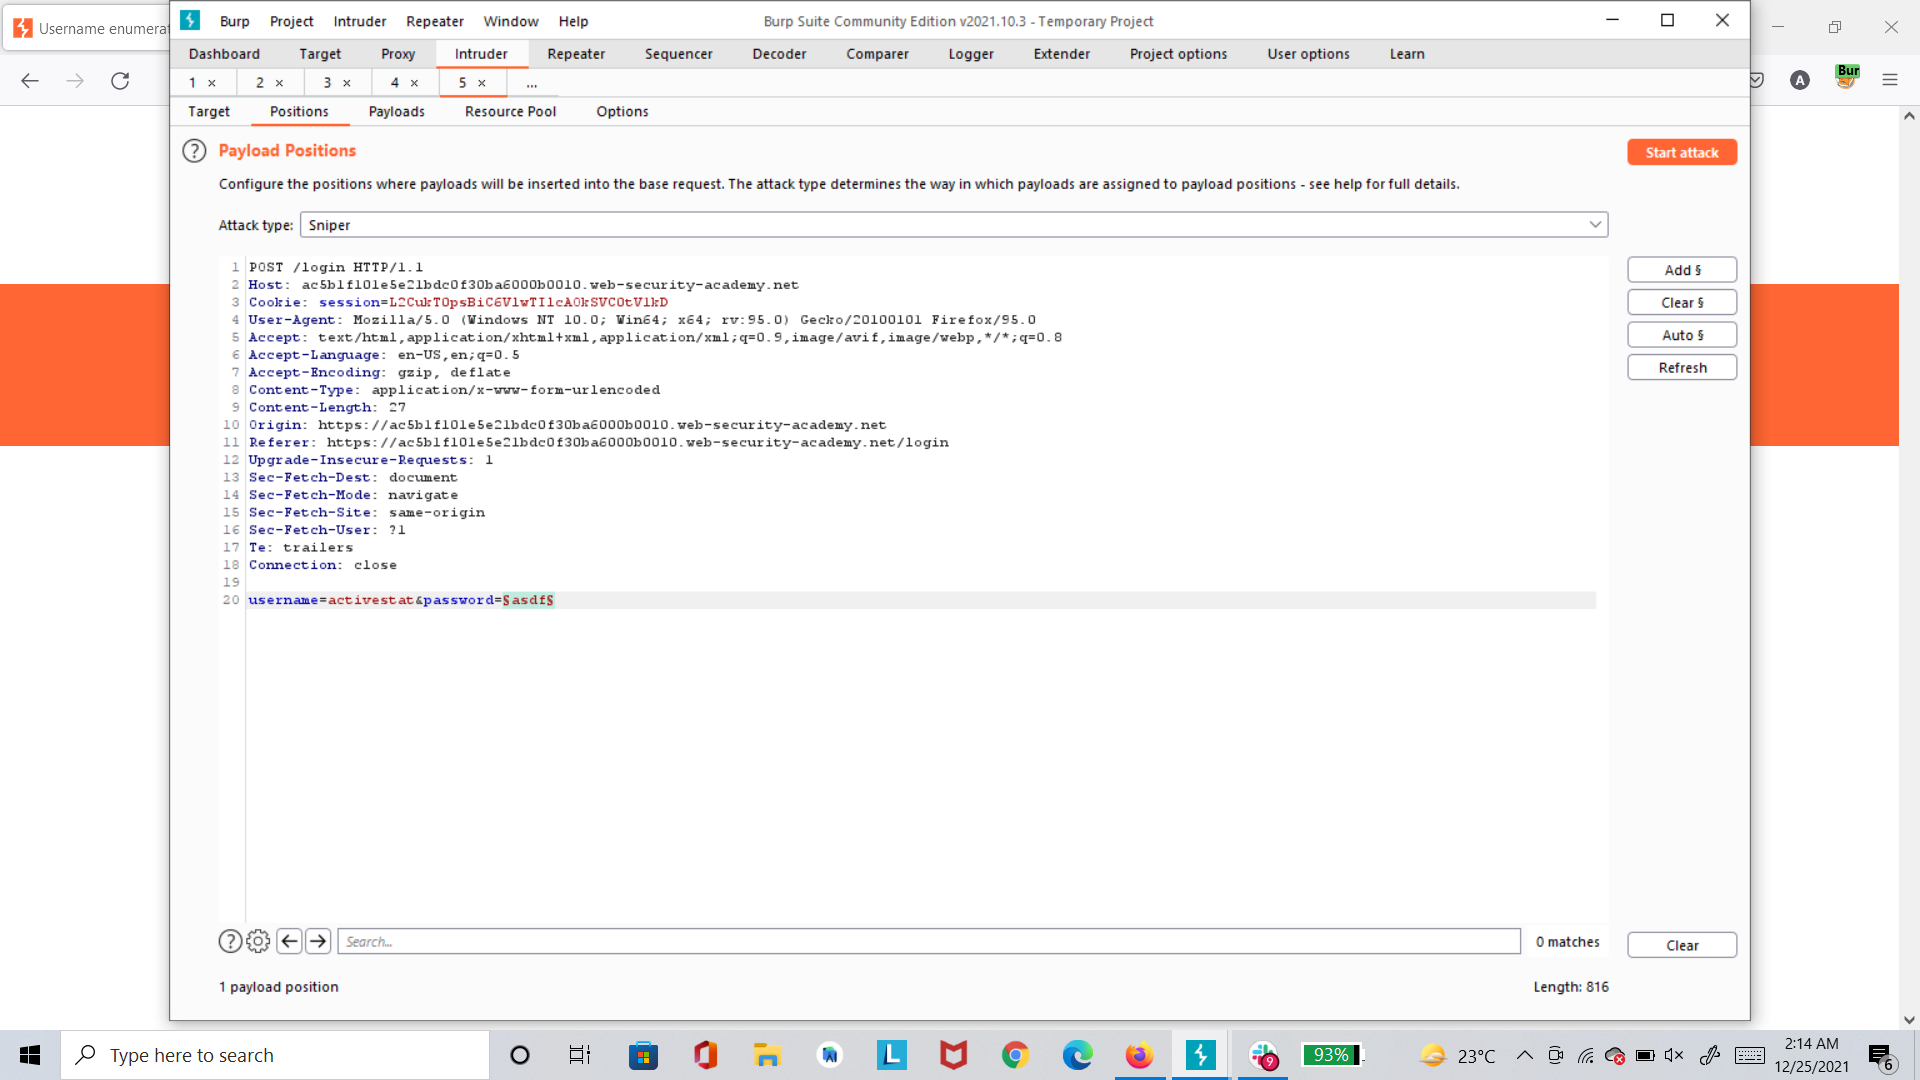 Username enumerat
Burp Project Intruder Repeater Window Help
Burp Suite Community Edition v2021.10.3 - Temporary Project
Dashboard Target Proxy Intruder Repeater Sequencer Decoder Comparer Logger Extender Project options User options Learn
1 × 2 × 3 × 4 × 5 × ...
A
Bur
Target Positions Payloads Resource Pool Options
? Payload Positions
Start attack
Configure the positions where payloads will be inserted into the base request. The attack type determines the way in which payloads are assigned to payload positions - see help for full details.
Attack type: Sniper
1 POST /login HTTP/1.1
2 Host: ac5b1f101e5e21bdc0f30ba6000b0010.web-security-academy.net
3 Cookie: session=L2CukT0psBiC6VlwTI1cA0kSVC0tVlkD
4 User-Agent: Mozilla/5.0 (Windows NT 10.0; Win64; x64; rv:95.0) Gecko/20100101 Firefox/95.0
5 Accept: text/html,application/xhtml+xml,application/xml;q=0.9,image/avif,image/webp,*/*;q=0.8
6 Accept-Language: en-US,en;q=0.5
7 Accept-Encoding: gzip, deflate
8 Content-Type: application/x-www-form-urlencoded
9 Content-Length: 27
10 Origin: https://ac5b1f101e5e21bdc0f30ba6000b0010.web-security-academy.net
11 Referer: https://ac5b1f101e5e21bdc0f30ba6000b0010.web-security-academy.net/login
12 Upgrade-Insecure-Requests: 1
13 Sec-Fetch-Dest: document
14 Sec-Fetch-Mode: navigate
15 Sec-Fetch-Site: same-origin
16 Sec-Fetch-User: ?1
17 Te: trailers
18 Connection: close
19
20 username=activestat&password=§asdf§
Add §
Clear §
Auto §
Refresh
? Search...
0 matches
Clear
1 payload position
Length: 816
Type here to search
L
9
93%
23°C
2:14 AM
12/25/2021
6